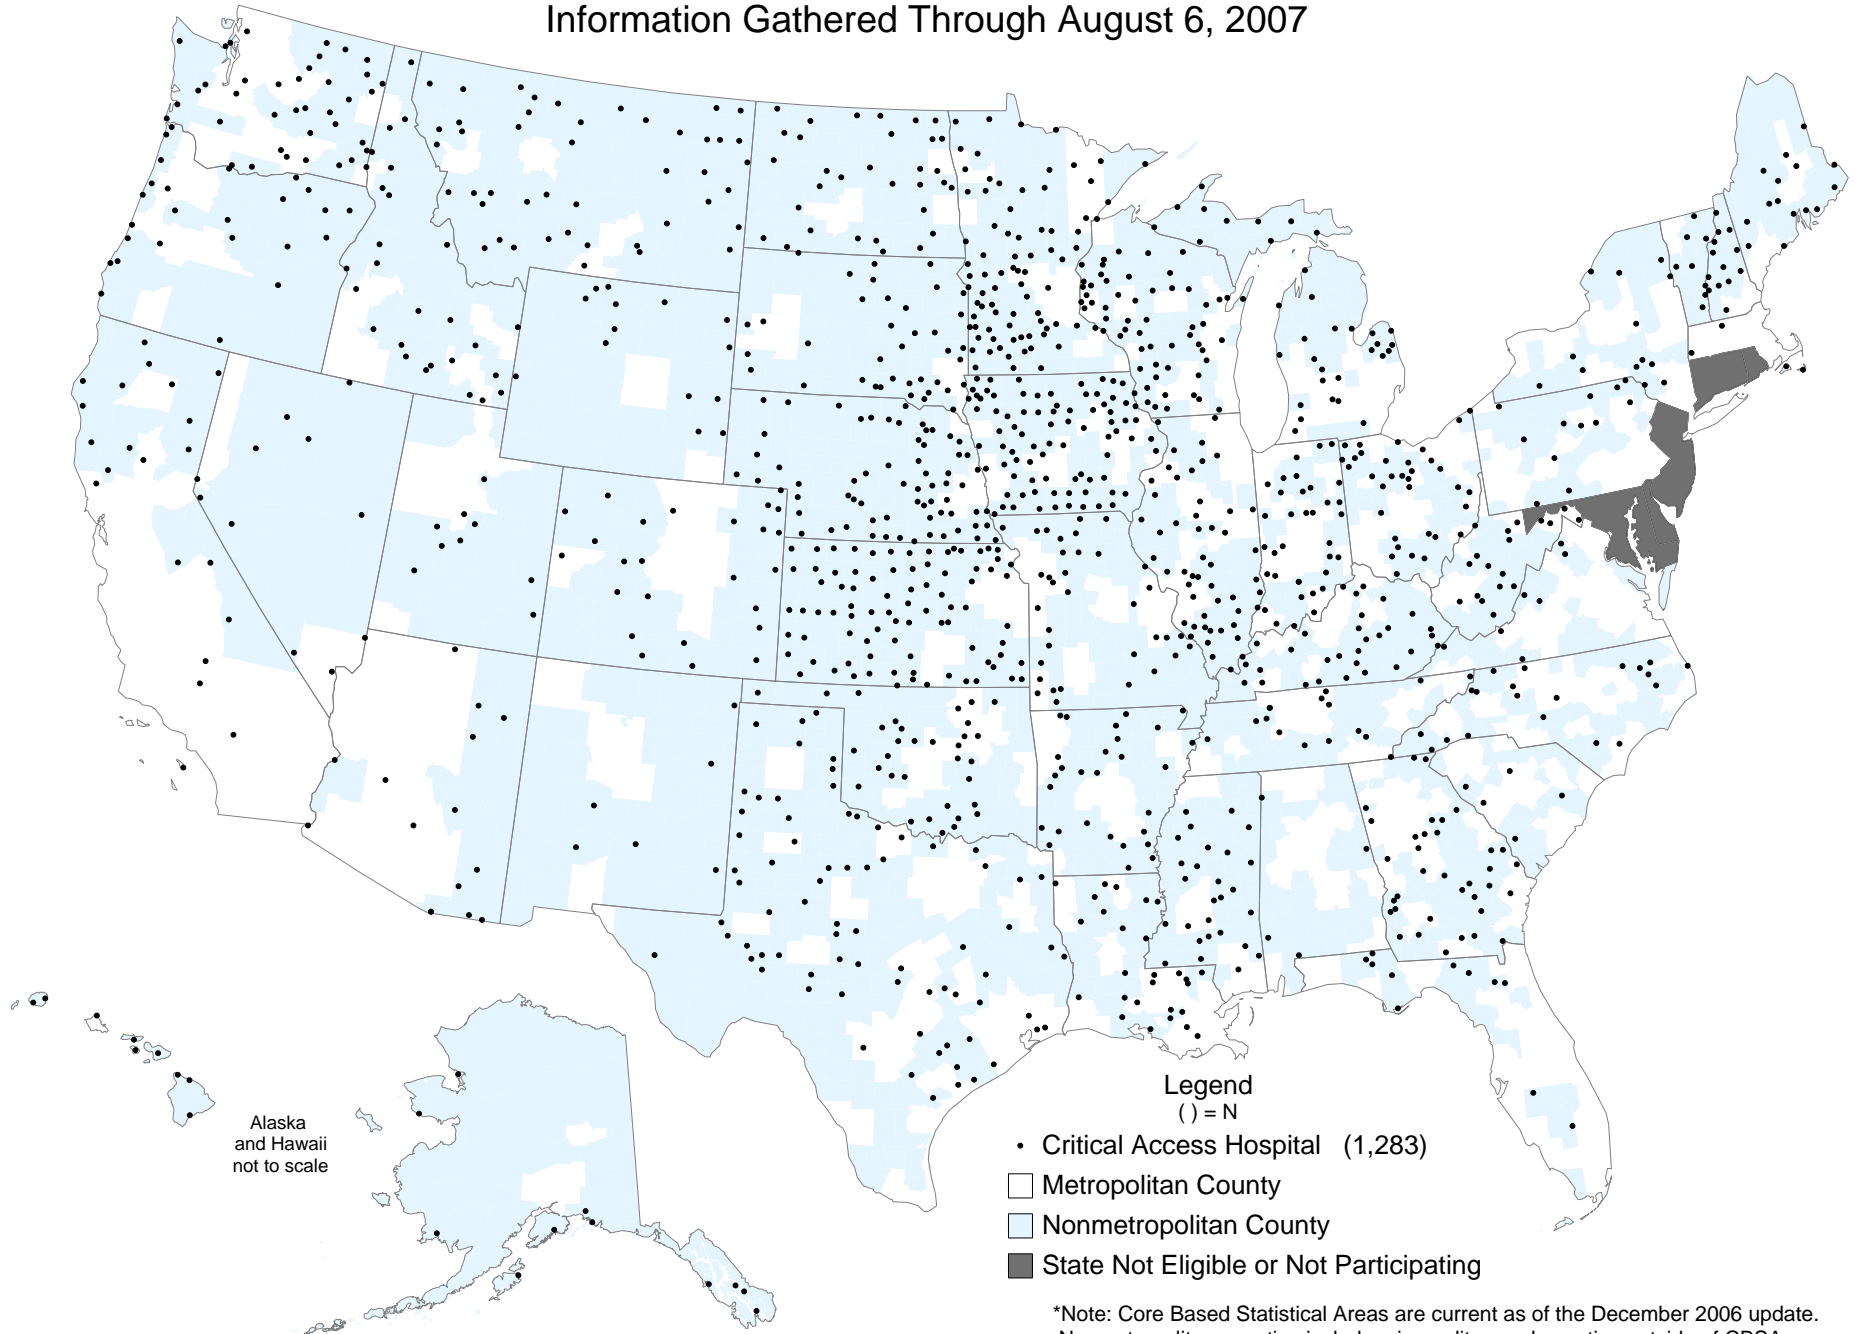 Information Gathered Through August 6, 2007
Alaska
and Hawaii
not to scale
Legend
( ) = N
Critical Access Hospital (1,283)
Metropolitan County
Nonmetropolitan County
State Not Eligible or Not Participating
*Note: Core Based Statistical Areas are current as of the December 2006 update.